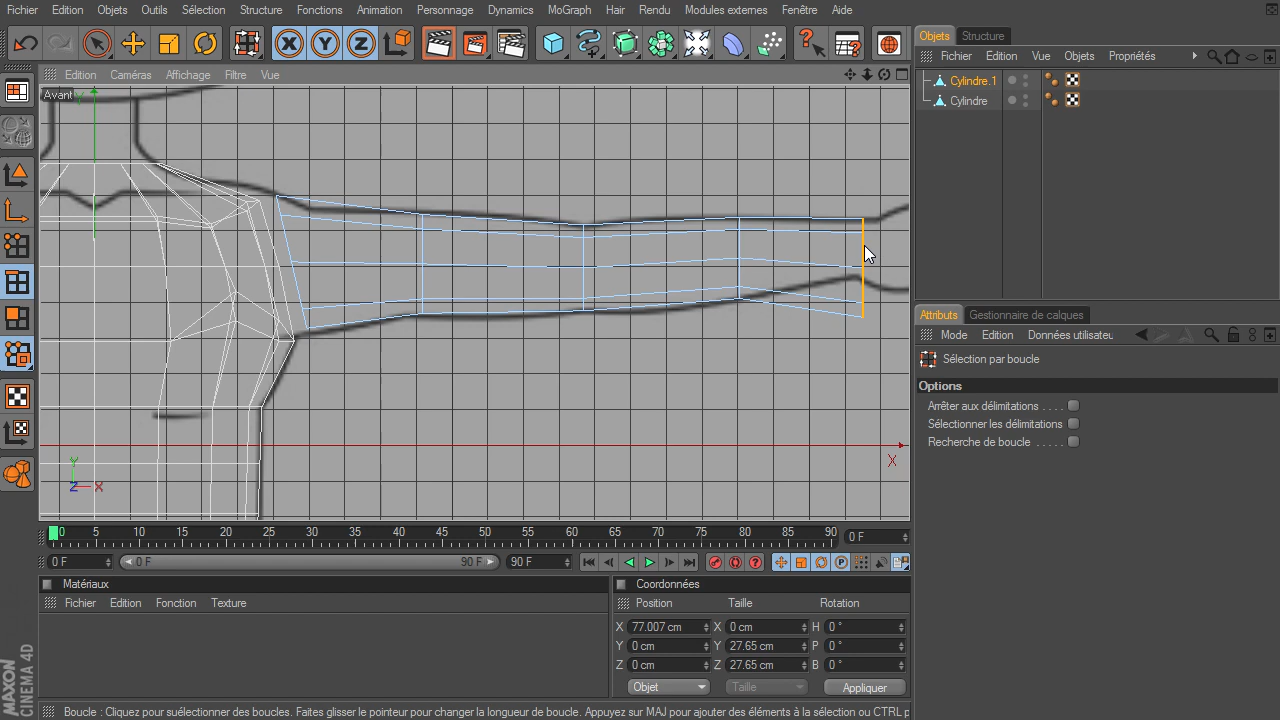 Fichier Edition Objets Outils Sélection Structure Fonctions Animation Personnage Dynamics MoGraph Hair Rendu Modules externes Fenêtre Aide
Objets Structure
Fichier Edition Vue Objets Propriétés
Cylindre.1
Cylindre
Edition Caméras Affichage Filtre Vue
Avant Y
X
Y
Z X
Attributs Gestionnaire de calques
Mode Edition Données utilisateu
Sélection par boucle
Options
Arrêter aux délimitations . . . .
Sélectionner les délimitations
Recherche de boucle . . . . .
0 5 10 15 20 25 30 35 40 45 50 55 60 65 70 75 80 85 90 0 F
0 F 0 F 90 F 90 F
Matériaux
Fichier Edition Fonction Texture
Coordonnées
Position Taille Rotation
X 77.007 cm X 0 cm H 0 °
Y 0 cm Y 27.65 cm P 0 °
Z 0 cm Z 27.65 cm B 0 °
Objet Taille Appliquer
MAXON
CINEMA 4D
Boucle : Cliquez pour suélectionner des boucles. Faites glisser le pointeur pour changer la longueur de boucle. Appuyez sur MAJ pour ajouter des éléments à la sélection ou CTRL p